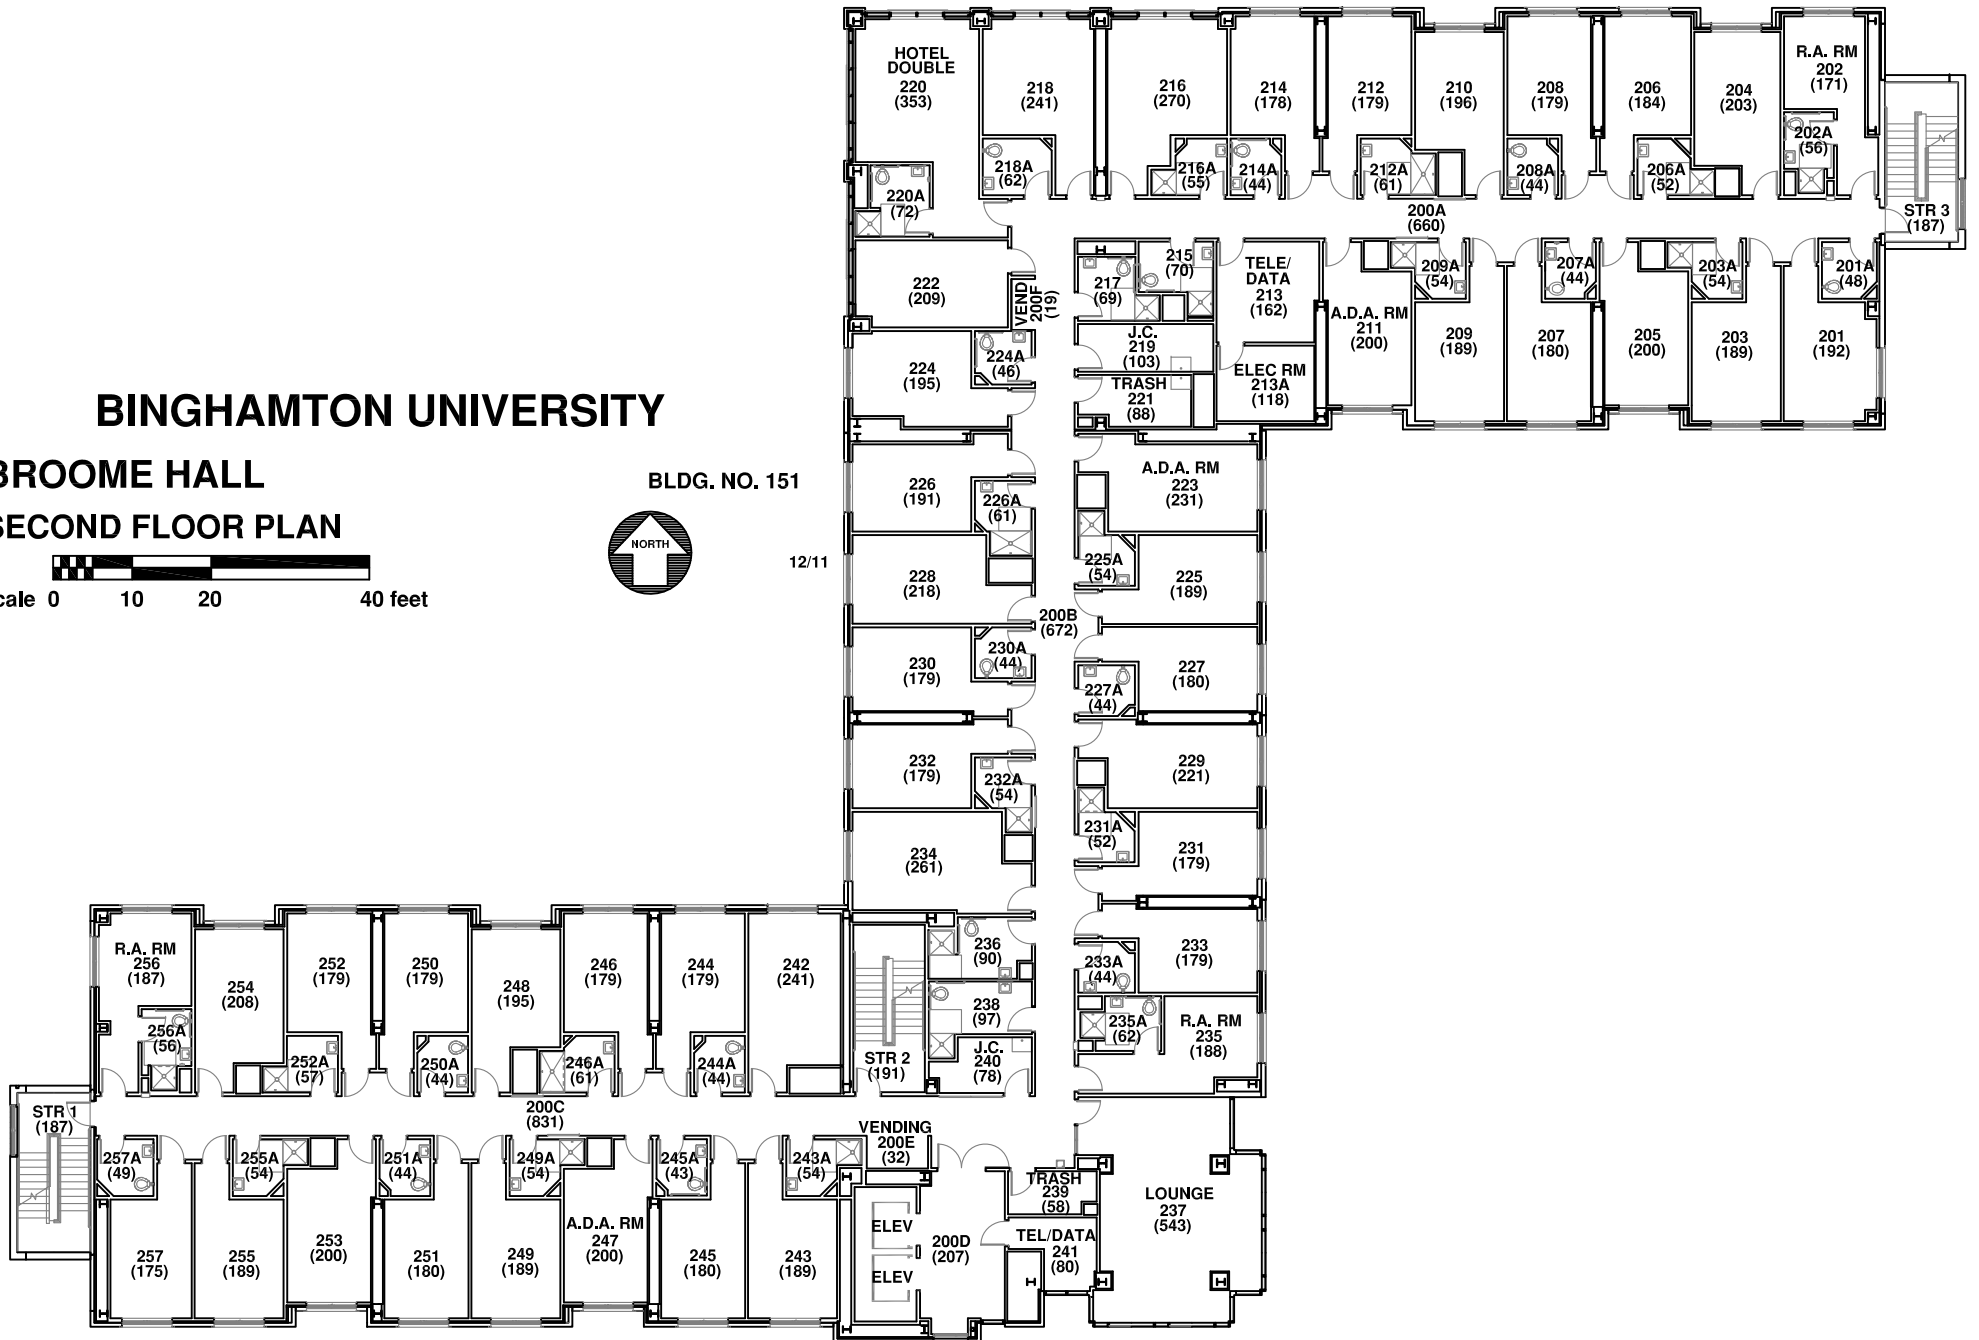 BINGHAMTON UNIVERSITY
BROOME HALL
BLDG. NO. 151
SECOND FLOOR PLAN
NORTH
12/11
cale 0 10 20 40 feet
HOTEL
DOUBLE
220
(353)
218
(241)
216
(270)
214
(178)
212
(179)
210
(196)
208
(179)
206
(184)
204
(203)
R.A. RM
202
(171)
220A
(72)
218A
(62)
216A
(55)
214A
(44)
212A
(61)
208A
(44)
206A
(52)
202A
(56)
200A
(660)
STR 3
(187)
222
(209)
VEND
200F
(19)
217
(69)
215
(70)
TELE/
DATA
213
(162)
A.D.A. RM
211
(200)
209A
(54)
209
(189)
207A
(44)
207
(180)
205
(200)
203A
(54)
203
(189)
201A
(48)
201
(192)
224
(195)
224A
(46)
J.C.
219
(103)
TRASH
221
(88)
ELEC RM
213A
(118)
226
(191)
226A
(61)
A.D.A. RM
223
(231)
228
(218)
225A
(54)
225
(189)
200B
(672)
230
(179)
230A
(44)
227
(180)
227A
(44)
232
(179)
232A
(54)
229
(221)
234
(261)
231A
(52)
231
(179)
236
(90)
233A
(44)
233
(179)
238
(97)
235A
(62)
R.A. RM
235
(188)
J.C.
240
(78)
STR 2
(191)
R.A. RM
256
(187)
254
(208)
252
(179)
250
(179)
248
(195)
246
(179)
244
(179)
242
(241)
256A
(56)
252A
(57)
250A
(44)
246A
(61)
244A
(44)
STR 1
(187)
200C
(831)
VENDING
200E
(32)
257A
(49)
255A
(54)
251A
(44)
249A
(54)
245A
(43)
243A
(54)
257
(175)
255
(189)
253
(200)
251
(180)
249
(189)
A.D.A. RM
247
(200)
245
(180)
243
(189)
ELEV
ELEV
200D
(207)
TRASH
239
(58)
TEL/DATA
241
(80)
LOUNGE
237
(543)